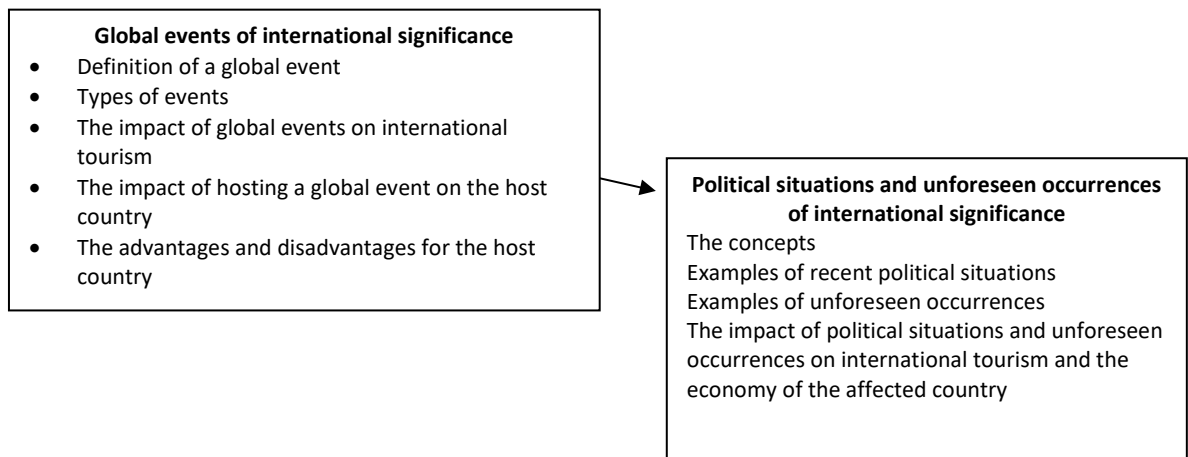 Global events of international significance
• Definition of a global event
• Types of events
• The impact of global events on international
tourism
• The impact of hosting a global event on the host
country
• The advantages and disadvantages for the host
country
Political situations and unforeseen occurrences
of international significance
The concepts
Examples of recent political situations
Examples of unforeseen occurrences
The impact of political situations and unforeseen
occurrences on international tourism and the
economy of the affected country